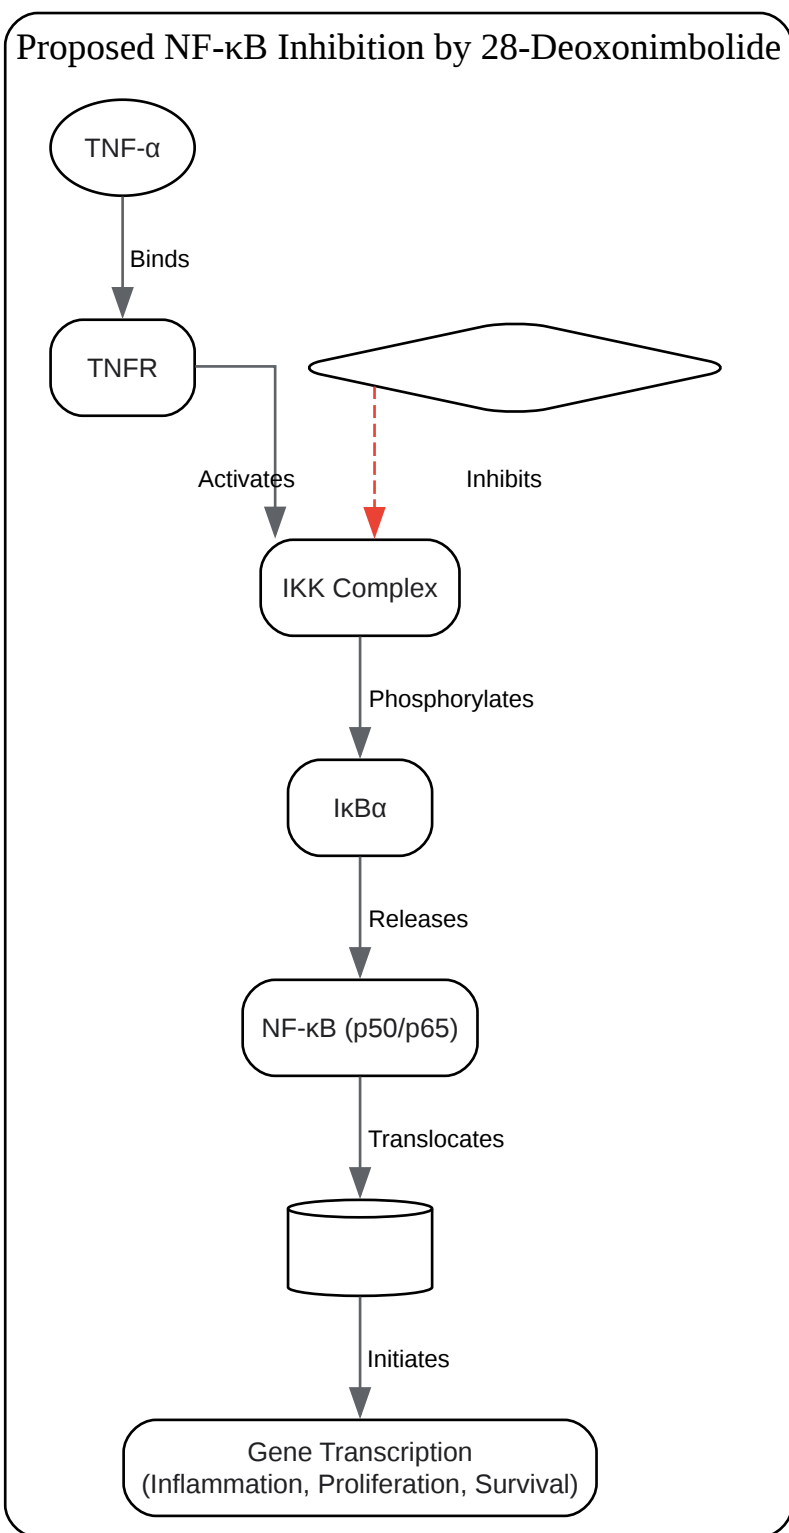 Proposed NF-κB Inhibition by 28-Deoxonimbolide
TNF-α
Binds
TNFR
Activates
Inhibits
IKK Complex
Phosphorylates
IκBα
Releases
NF-κB (p50/p65)
Translocates
Initiates
Gene Transcription
(Inflammation, Proliferation, Survival)